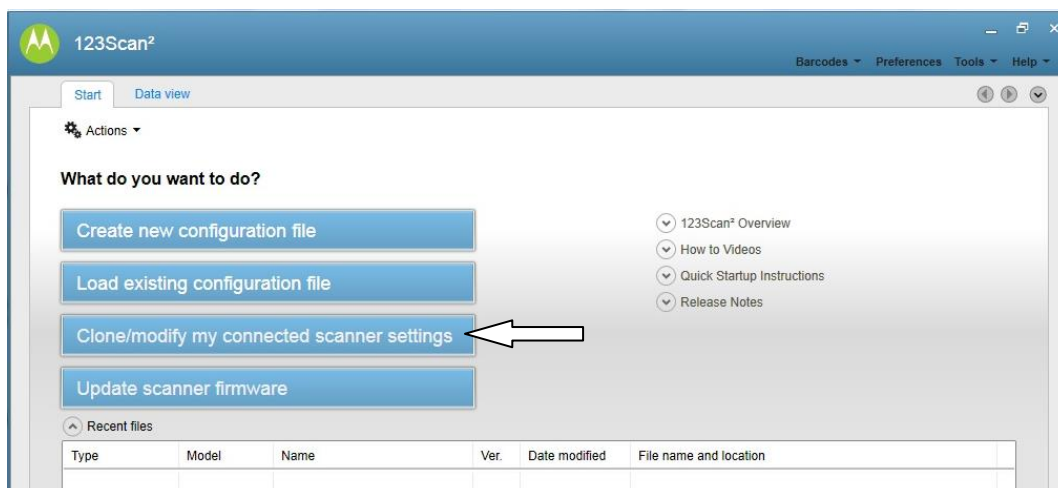 123Scan²
Barcodes Preferences Tools Help
Start Data view
Actions
What do you want to do?
Create new configuration file
Load existing configuration file
Clone/modify my connected scanner settings
Update scanner firmware
123Scan² Overview
How to Videos
Quick Startup Instructions
Release Notes
Recent files
Type Model Name Ver. Date modified File name and location